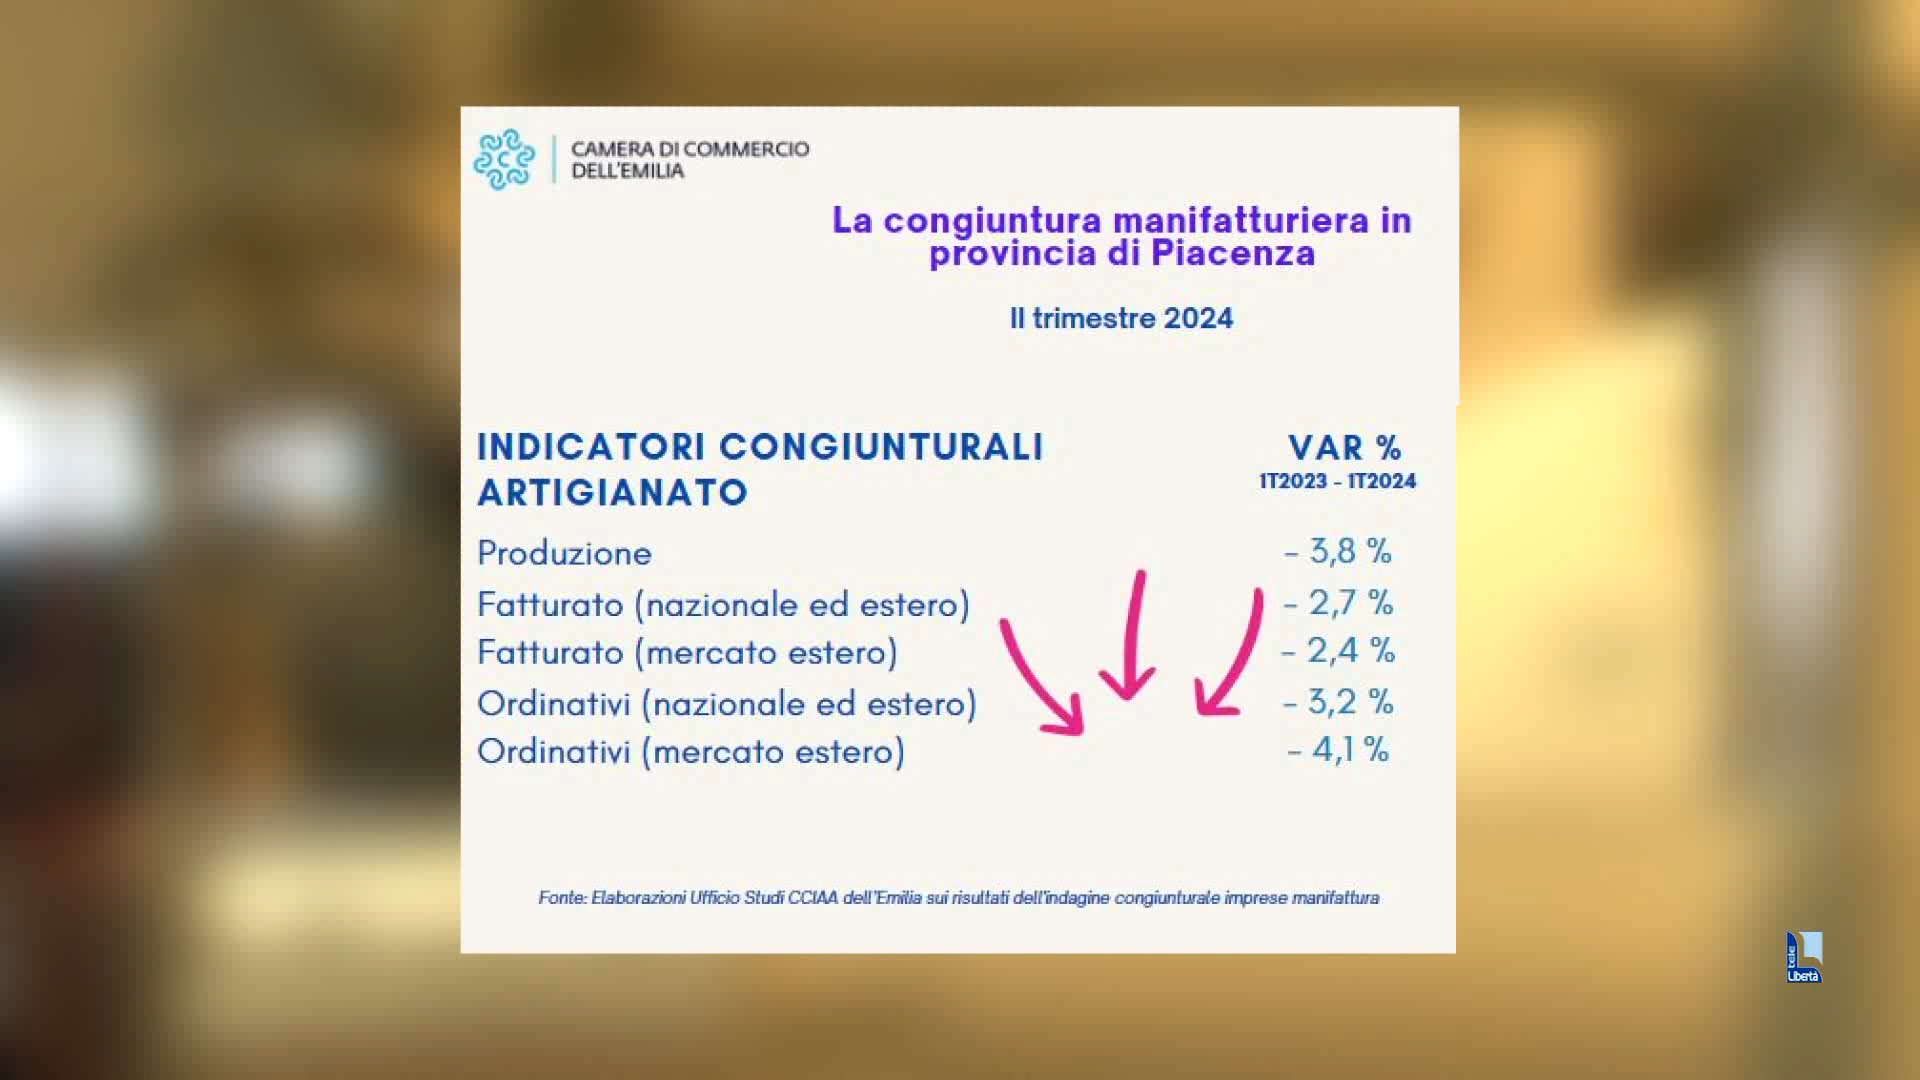 CAMERA DI COMMERCIO
DELL'EMILIA
La congiuntura manifatturiera in
provincia di Piacenza
II trimestre 2024
INDICATORI CONGIUNTURALI
ARTIGIANATO
VAR %
1T2023 - 1T2024
Produzione - 3,8 %
Fatturato (nazionale ed estero) - 2,7 %
Fatturato (mercato estero) - 2,4 %
Ordinativi (nazionale ed estero) - 3,2 %
Ordinativi (mercato estero) - 4,1 %
Fonte: Elaborazioni Ufficio Studi CCIAA dell'Emilia sui risultati dell'indagine congiunturale imprese manifattura
tele
Libertà